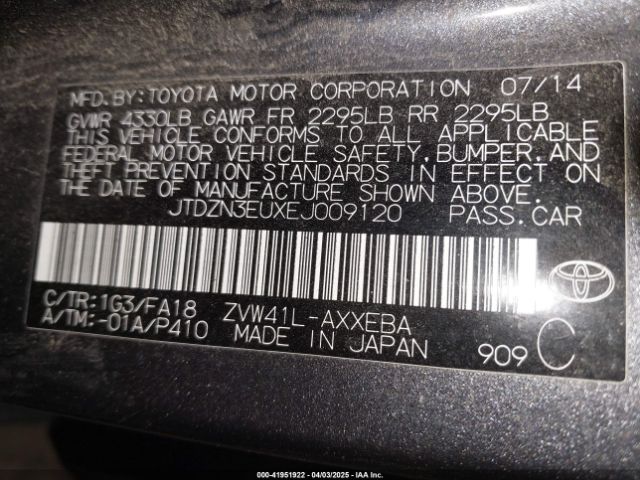 MFD.BY:TOYOTA MOTOR CORPORATION 07/14
GVWR 4330LB GAWR FR 2295LB RR 2295LB
THIS VEHICLE CONFORMS TO ALL APPLICABLE
FEDERAL MOTOR VEHICLE SAFETY, BUMPER, AND
THEFT PREVENTION STANDARDS IN EFFECT ON
THE DATE OF MANUFACTURE SHOWN ABOVE.
JTDZN3EUXEJ009120 PASS.CAR
C/TR:1G3/FA18 ZVW41L-AXXEBA
A/TM:-01A/P410 MADE IN JAPAN 909 C
000-41951922 - 04/03/2025 - IAA Inc.